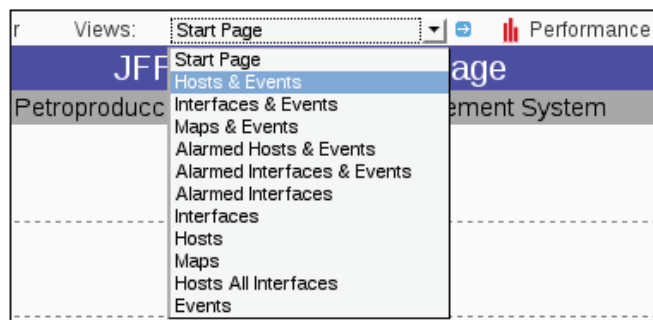 r Views: Start Page Performance
JFF age
Start Page
Hosts & Events
Petroproducc ement System
Interfaces & Events
Maps & Events
Alarmed Hosts & Events
Alarmed Interfaces & Events
Alarmed Interfaces
Interfaces
Hosts
Maps
Hosts All Interfaces
Events